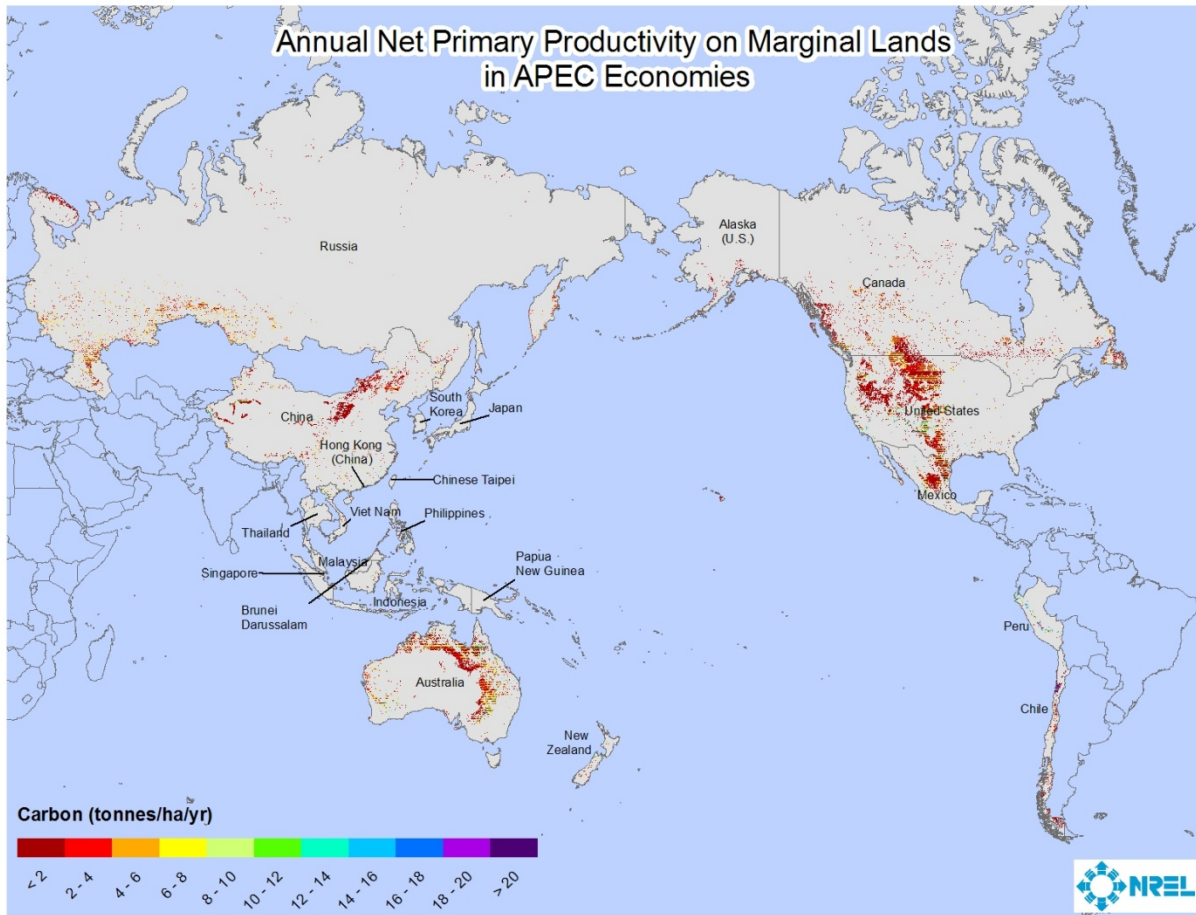 Annual Net Primary Productivity on Marginal Lands
in APEC Economies
Alaska
(U.S.)
Russia
Canada
South
Korea
Japan
China
United States
Hong Kong
(China)
Chinese Taipei
Mexico
Viet Nam
Philippines
Thailand
Malaysia
Papua
New Guinea
Singapore
Indonesia
Brunei
Darussalam
Peru
Australia
Chile
New
Zealand
Carbon (tonnes/ha/yr)
< 2
2 - 4
4 - 6
6 - 8
8 - 10
10 - 12
12 - 14
14 - 16
16 - 18
18 - 20
> 20
NREL